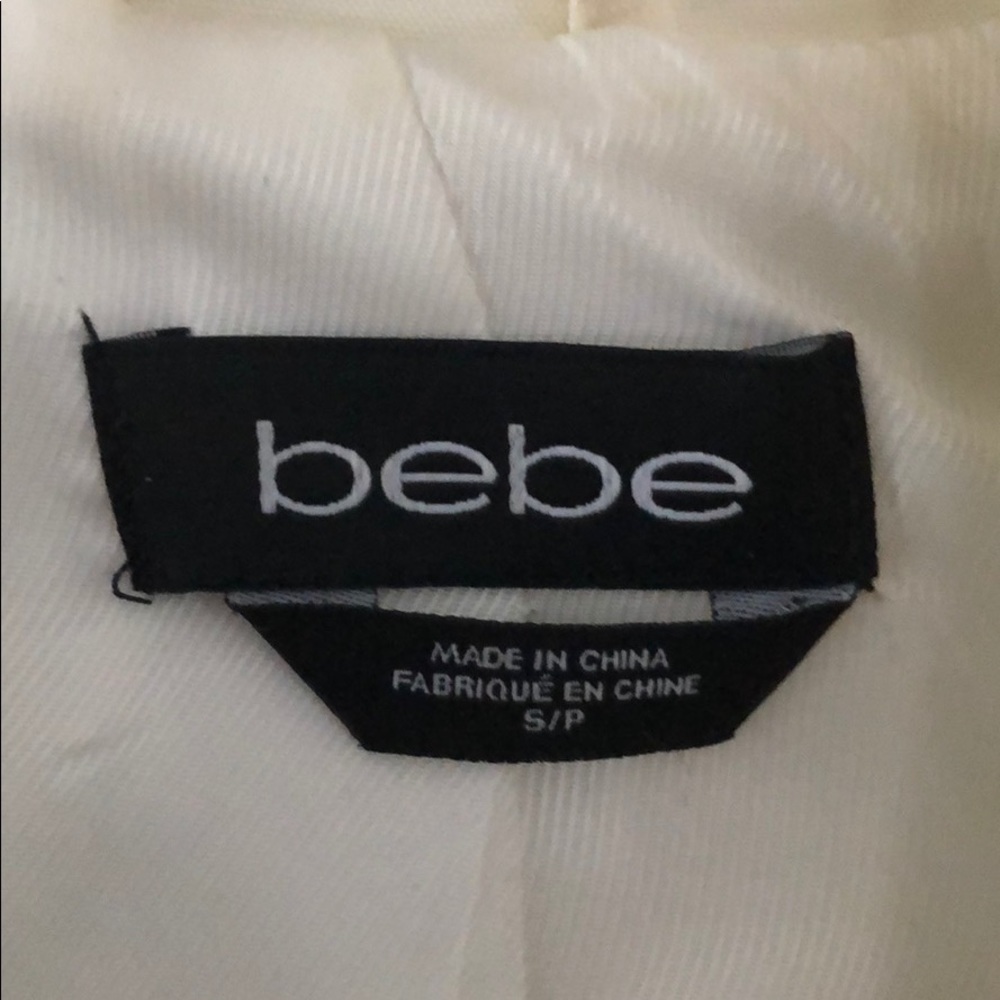 bebe
MADE IN CHINA
FABRIQUÉ EN CHINE
S/P